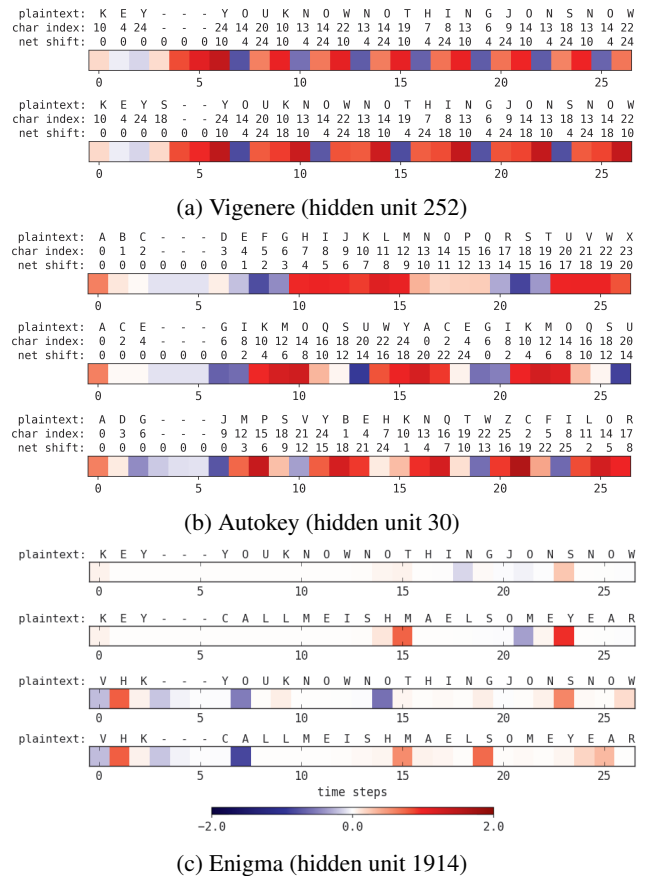 plaintext: K E Y - - - Y O U K N O W N O T H I N G J O N S N O W
char index: 10 4 24 - - - 24 14 20 10 13 14 22 13 14 19 7 8 13 6 9 14 13 18 13 14 22
net shift: 0 0 0 0 0 0 10 4 24 10 4 24 10 4 24 10 4 24 10 4 24 10 4 24 10 4 24
0 5 10 15 20 25
plaintext: K E Y S - - Y O U K N O W N O T H I N G J O N S N O W
char index: 10 4 24 18 - - 24 14 20 10 13 14 22 13 14 19 7 8 13 6 9 14 13 18 13 14 22
net shift: 0 0 0 0 0 0 10 4 24 18 10 4 24 18 10 4 24 18 10 4 24 18 10 4 24 18 10
0 5 10 15 20 25
(a) Vigenere (hidden unit 252)
plaintext: A B C - - - D E F G H I J K L M N O P Q R S T U V W X
char index: 0 1 2 - - - 3 4 5 6 7 8 9 10 11 12 13 14 15 16 17 18 19 20 21 22 23
net shift: 0 0 0 0 0 0 0 1 2 3 4 5 6 7 8 9 10 11 12 13 14 15 16 17 18 19 20
0 5 10 15 20 25
plaintext: A C E - - - G I K M O Q S U W Y A C E G I K M O Q S U
char index: 0 2 4 - - - 6 8 10 12 14 16 18 20 22 24 0 2 4 6 8 10 12 14 16 18 20
net shift: 0 0 0 0 0 0 0 2 4 6 8 10 12 14 16 18 20 22 24 0 2 4 6 8 10 12 14
0 5 10 15 20 25
plaintext: A D G - - - J M P S V Y B E H K N Q T W Z C F I L O R
char index: 0 3 6 - - - 9 12 15 18 21 24 1 4 7 10 13 16 19 22 25 2 5 8 11 14 17
net shift: 0 0 0 0 0 0 0 3 6 9 12 15 18 21 24 1 4 7 10 13 16 19 22 25 2 5 8
0 5 10 15 20 25
(b) Autokey (hidden unit 30)
plaintext: K E Y - - - Y O U K N O W N O T H I N G J O N S N O W
0 5 10 15 20 25
plaintext: K E Y - - - C A L L M E I S H M A E L S O M E Y E A R
0 5 10 15 20 25
plaintext: V H K - - - Y O U K N O W N O T H I N G J O N S N O W
0 5 10 15 20 25
plaintext: V H K - - - C A L L M E I S H M A E L S O M E Y E A R
0 5 10 15 20 25
time steps
−2.0 0.0 2.0
(c) Enigma (hidden unit 1914)